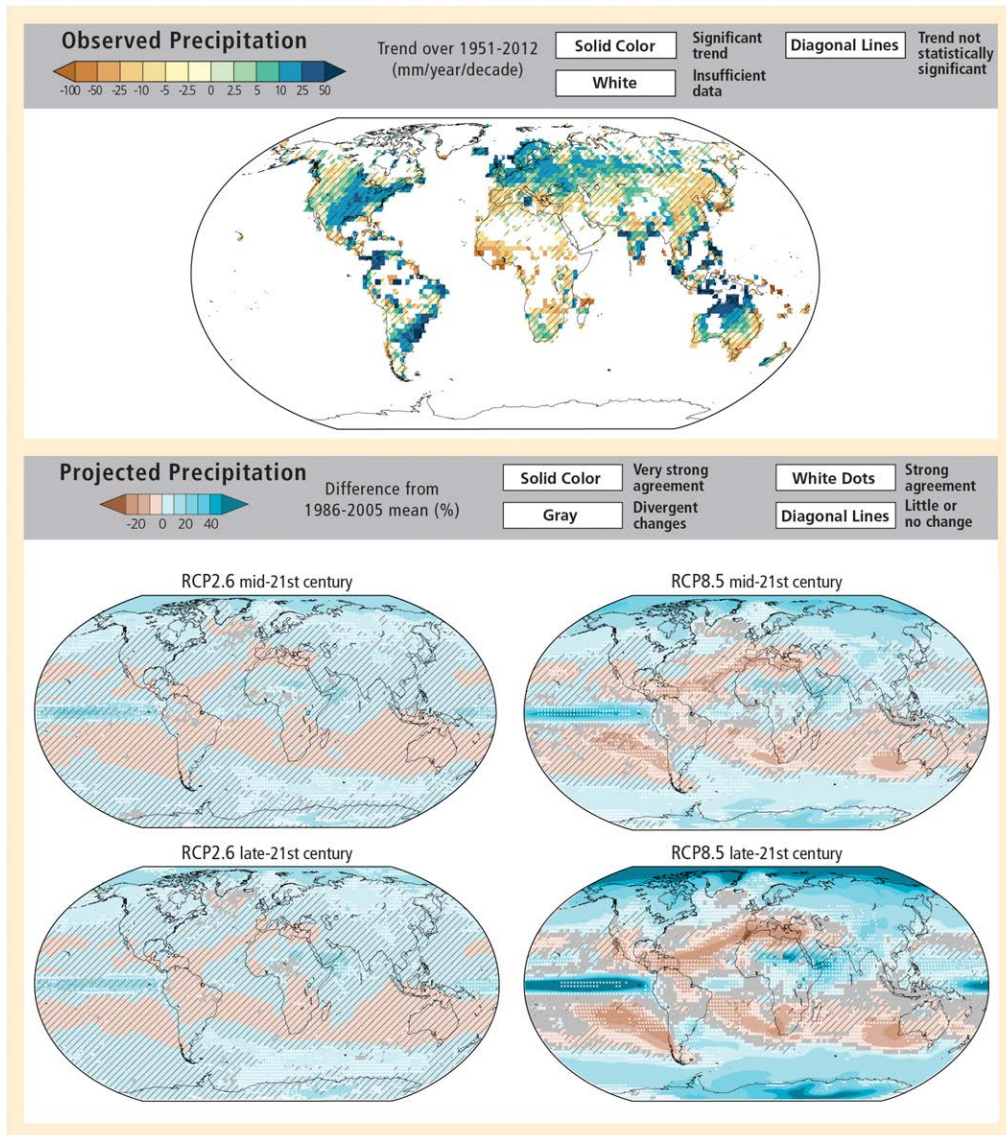 Observed Precipitation
-100 -50 -25 -10 -5 -2.5 0 2.5 5 10 25 50
Trend over 1951-2012
(mm/year/decade)
Solid Color
Significant
trend
White
Insufficient
data
Diagonal Lines
Trend not
statistically
significant
Projected Precipitation
-20 0 20 40
Difference from
1986-2005 mean (%)
Solid Color
Very strong
agreement
Gray
Divergent
changes
White Dots
Strong
agreement
Diagonal Lines
Little or
no change
RCP2.6 mid-21st century
RCP8.5 mid-21st century
RCP2.6 late-21st century
RCP8.5 late-21st century